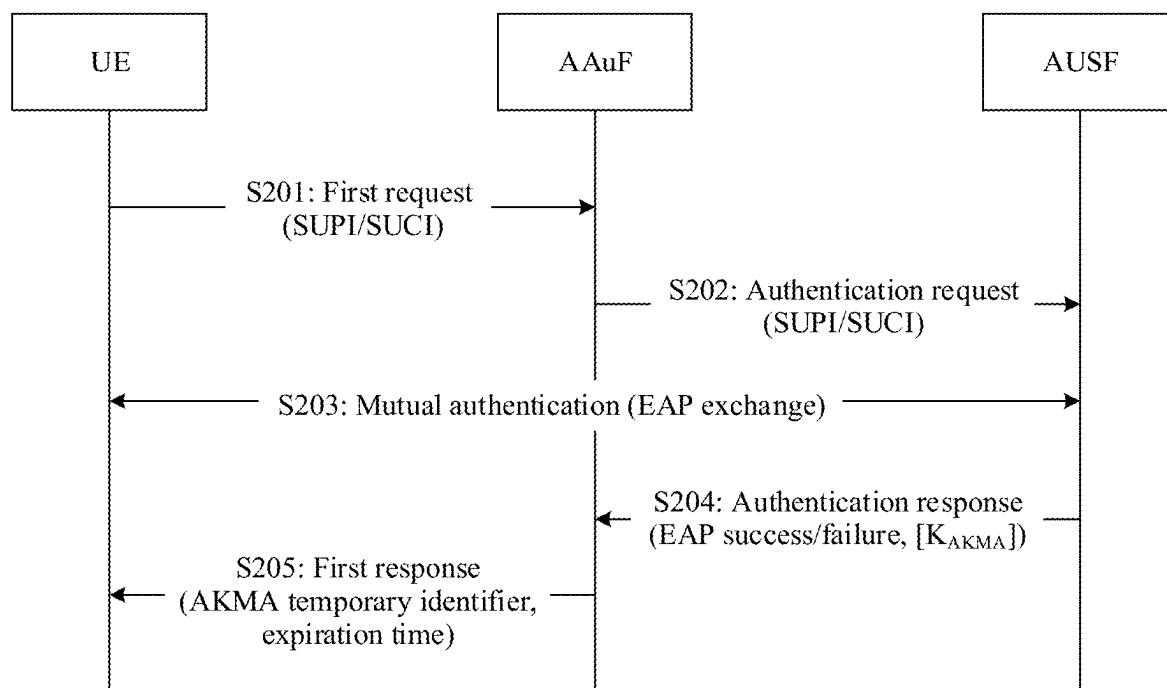 UE
AAuF
AUSF
S201: First request
(SUPI/SUCI)
S202: Authentication request
(SUPI/SUCI)
S203: Mutual authentication (EAP exchange)
S204: Authentication response
(EAP success/failure, [K_AKMA])
S205: First response
(AKMA temporary identifier,
expiration time)